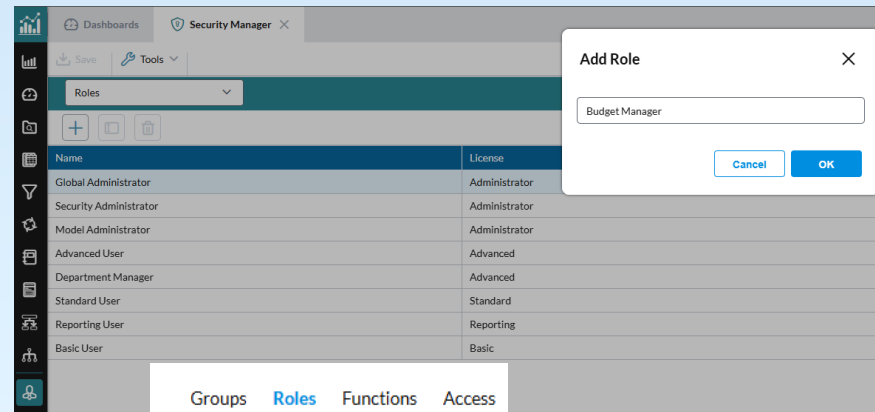 Dashboards
Security Manager
Save
Tools
Add Role
Roles
Budget Manager
Cancel
OK
Name License
Global Administrator Administrator
Security Administrator Administrator
Model Administrator Administrator
Advanced User Advanced
Department Manager Advanced
Standard User Standard
Reporting User Reporting
Basic User Basic
Groups Roles Functions Access